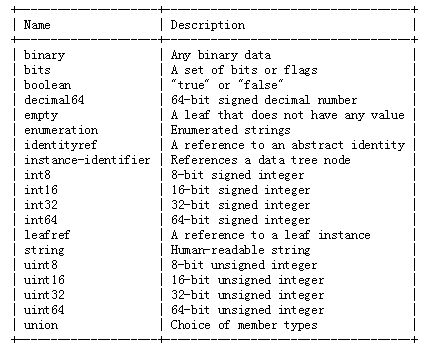 Name Description
binary Any binary data
bits A set of bits or flags
boolean "true" or "false"
decimal64 64-bit signed decimal number
empty A leaf that does not have any value
enumeration Enumerated strings
identityref A reference to an abstract identity
instance-identifier References a data tree node
int8 8-bit signed integer
int16 16-bit signed integer
int32 32-bit signed integer
int64 64-bit signed integer
leafref A reference to a leaf instance
string Human-readable string
uint8 8-bit unsigned integer
uint16 16-bit unsigned integer
uint32 32-bit unsigned integer
uint64 64-bit unsigned integer
union Choice of member types